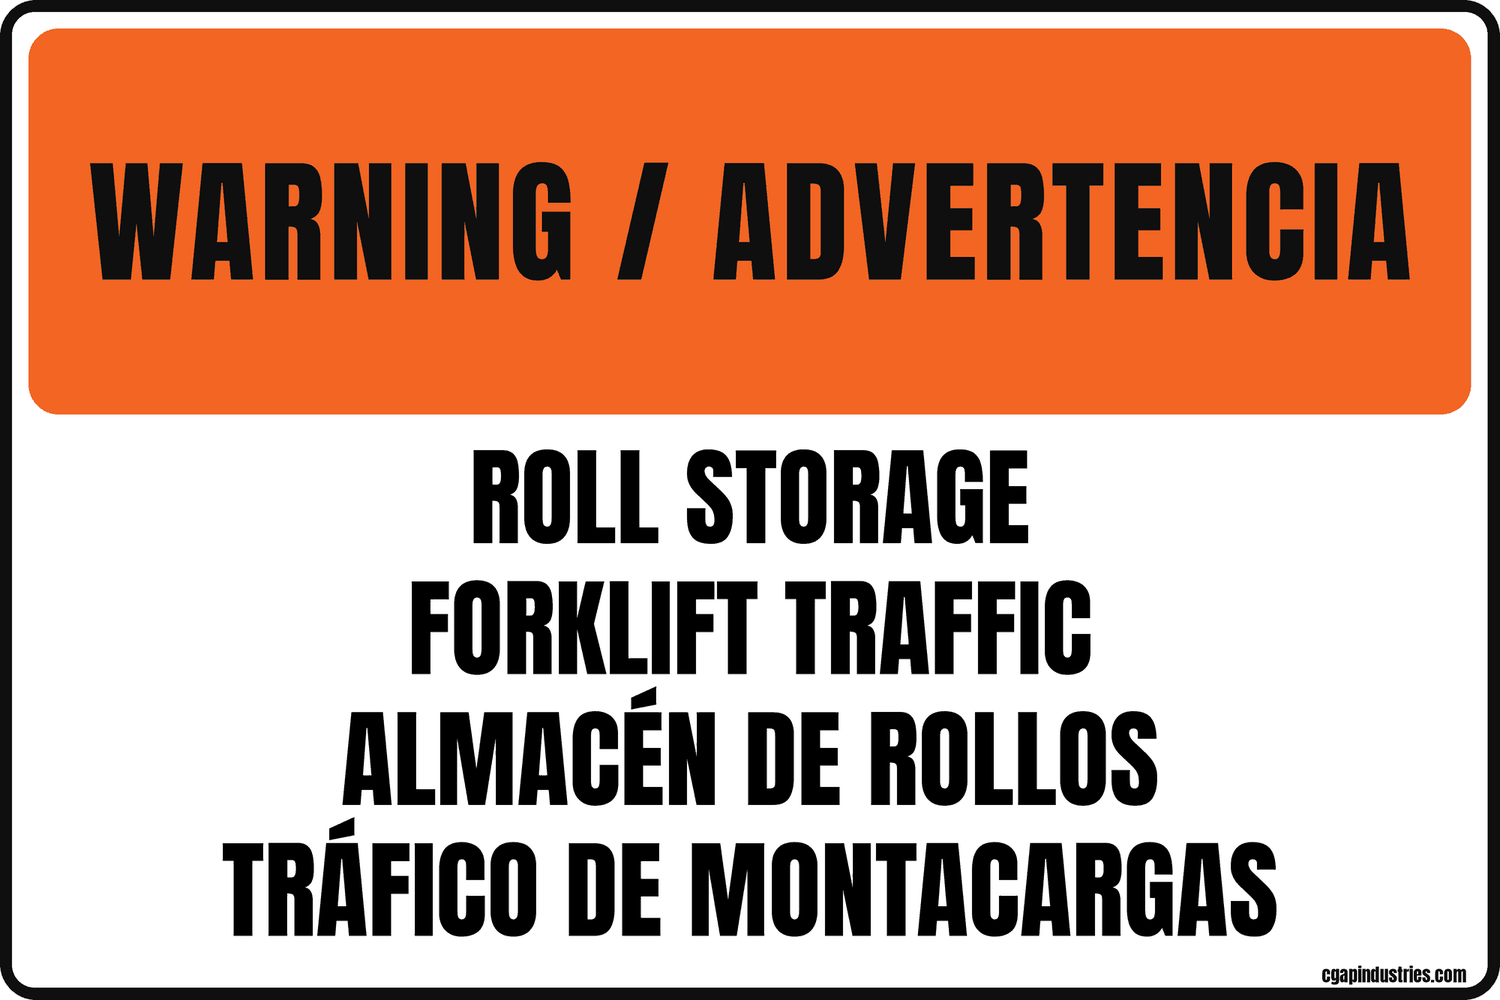 WARNING / ADVERTENCIA
ROLL STORAGE
FORKLIFT TRAFFIC
ALMACÉN DE ROLLOS
TRÁFICO DE MONTACARGAS
cgapindustries.com